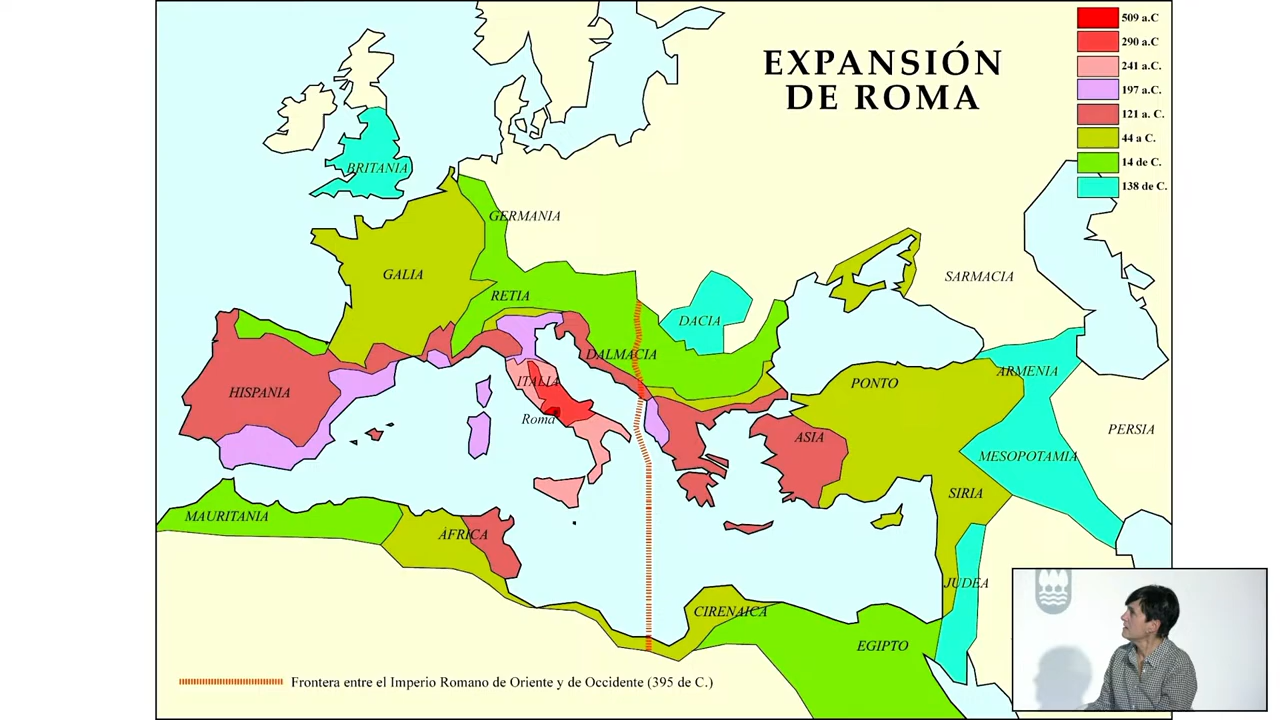 EXPANSIÓN
DE ROMA
509 a.C
290 a.C
241 a.C.
197 a.C.
121 a. C.
44 a C.
14 de C.
138 de C.
BRITANIA
GERMANIA
GALIA
RETIA
SARMACIA
DACIA
DALMACIA
HISPANIA
ITALIA
Roma
PONTO
ARMENIA
ASIA
PERSIA
MESOPOTAMIA
SIRIA
MAURITANIA
ÁFRICA
JUDEA
CIRENAICA
EGIPTO
Frontera entre el Imperio Romano de Oriente y de Occidente (395 de C.)